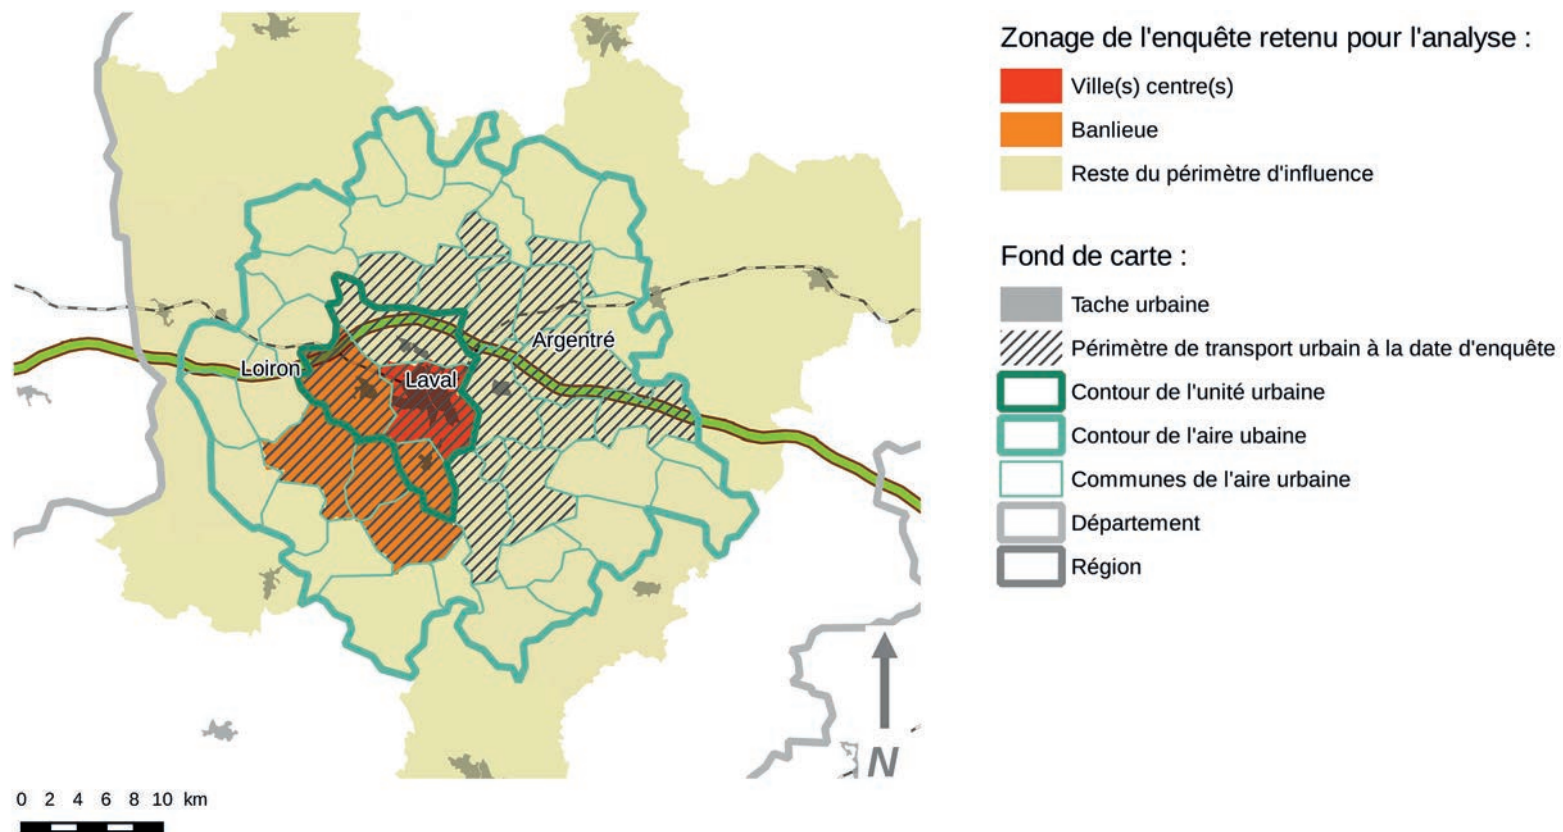 Zonage de l'enquête retenu pour l'analyse :
Ville(s) centre(s)
Banlieue
Reste du périmètre d'influence
Fond de carte :
Tache urbaine
Périmètre de transport urbain à la date d'enquête
Contour de l'unité urbaine
Contour de l'aire ubaine
Communes de l'aire urbaine
Département
Région
Argentré
Loiron
Laval
N
0 2 4 6 8 10 km